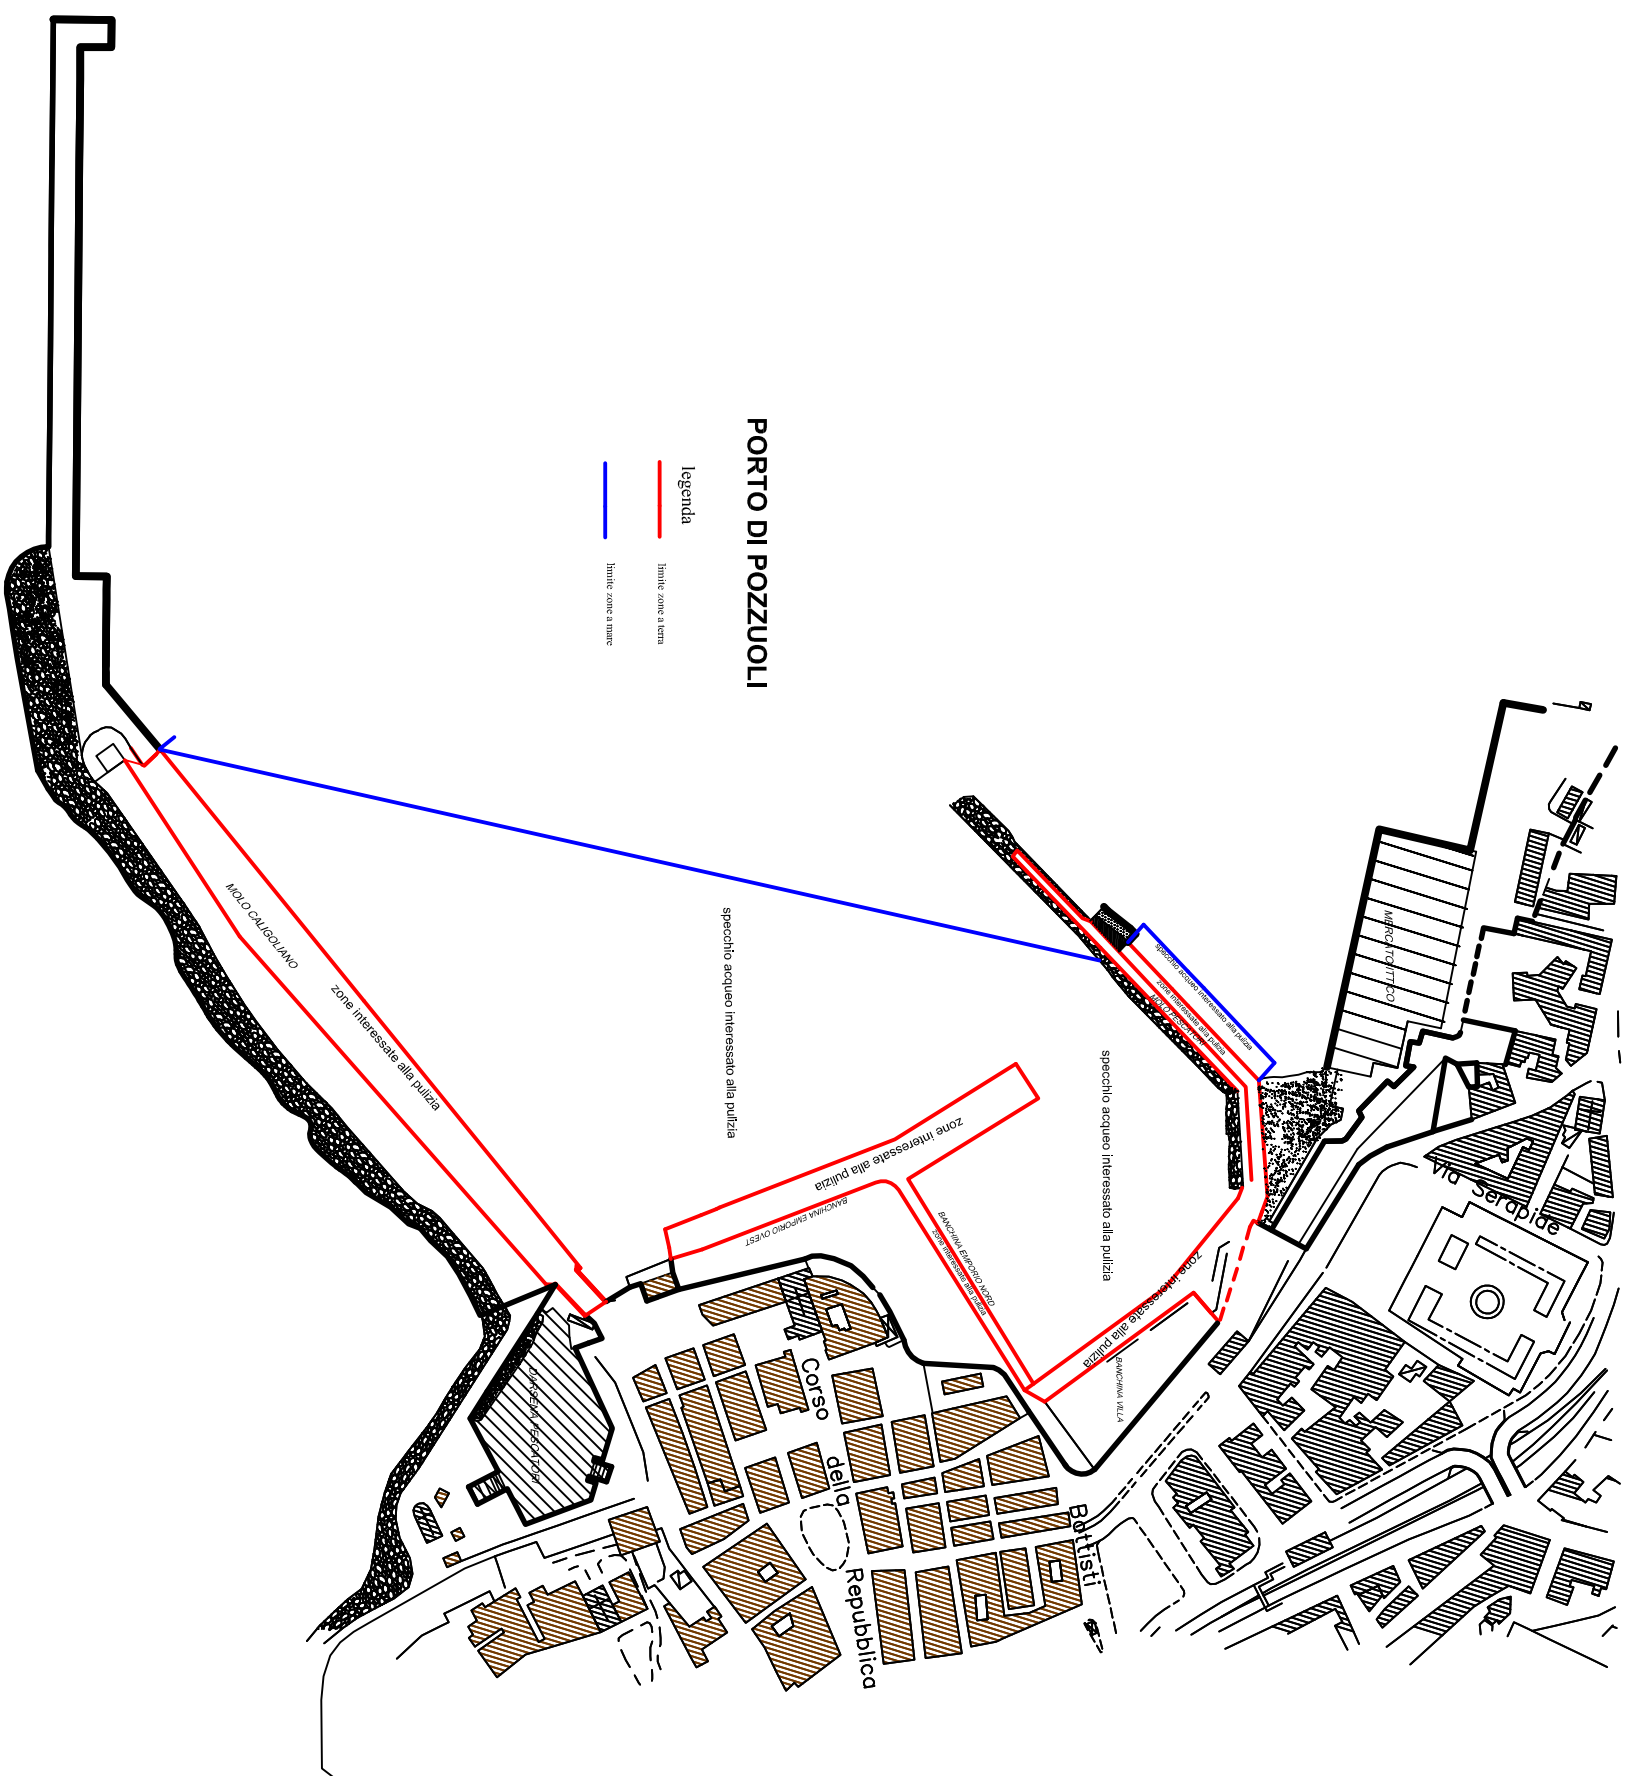 PORTO DI POZZUOLI
legenda
limite zone a terra
limite zone a mare
MOLO CALIGOLIANO
zone interessate alla pulizia
specchio acqueo interessato alla pulizia
specchio acqueo interessato alla pulizia
specchio acqueo interessato alla pulizia
zone interessate alla pulizia
MOLO PESCATORI
MERCATO ITTICO
zone interessate alla pulizia
BANCHINA EMPORIO OVEST
BANCHINA EMPORIO NORD
zone interessate alla pulizia
zone interessate alla pulizia
BANCHINA VILLA
DARSENA PESCATORI
Via Serapide
Corso
della
Repubblica
Battisti